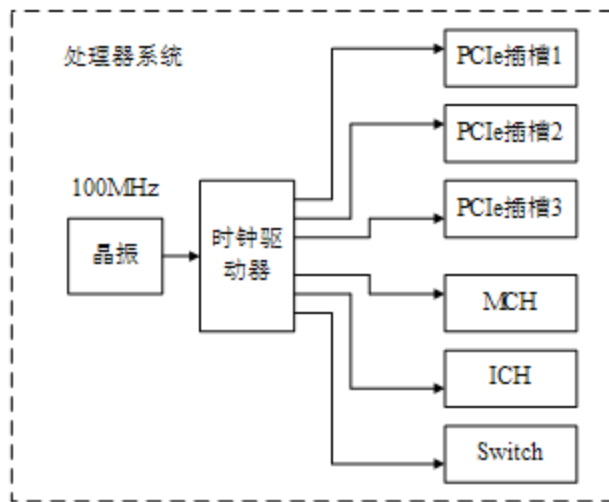 处理器系统
PCIe插槽1
PCIe插槽2
100MHz
PCIe插槽3
晶振
时钟驱
动器
MCH
ICH
Switch